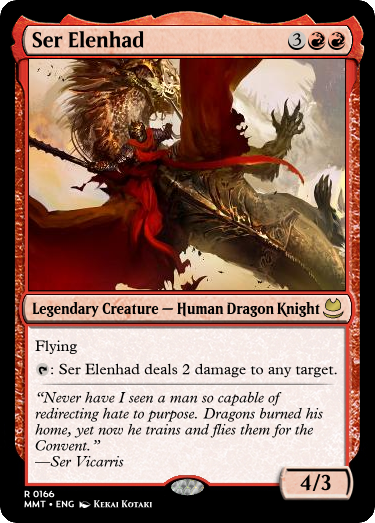 Ser Elenhad 3
Legendary Creature — Human Dragon Knight
Flying
: Ser Elenhad deals 2 damage to any target.
“Never have I seen a man so capable of
redirecting hate to purpose. Dragons burned his
home, yet now he trains and flies them for the
Convent.”
—Ser Vicarris
4/3
R 0166
MMT • ENG Kekai Kotaki